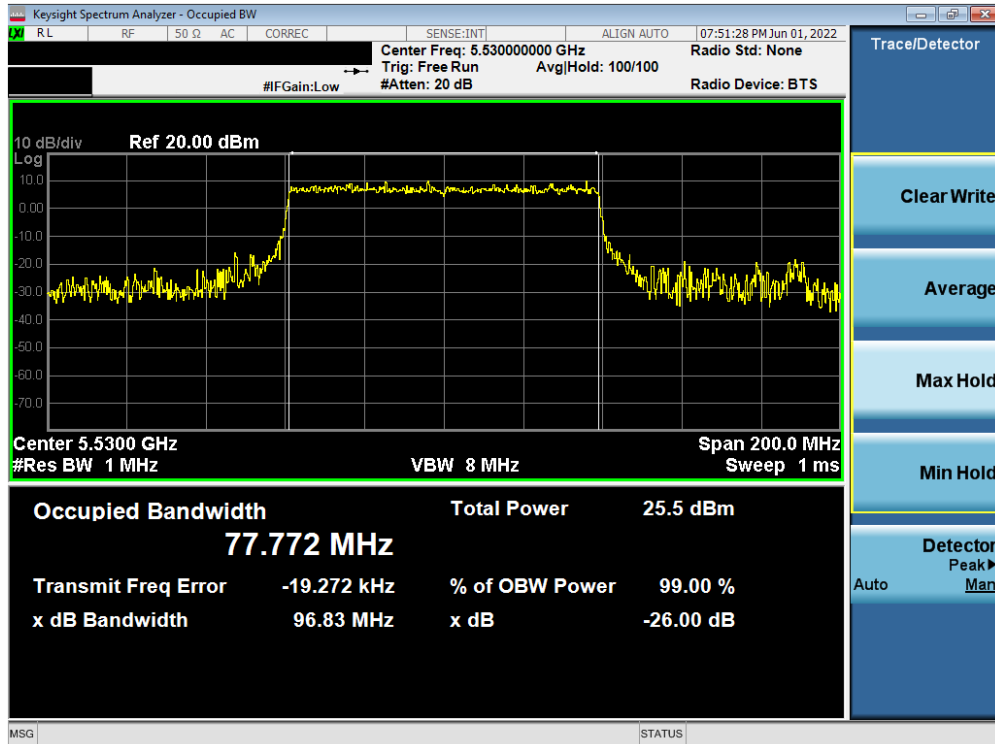 Keysight Spectrum Analyzer - Occupied BW
LXI RL RF 50 Ω AC CORREC SENSE:INT ALIGN AUTO 07:51:28 PM Jun 01, 2022
Center Freq: 5.530000000 GHz Radio Std: None
Trig: Free Run Avg|Hold: 100/100
#IFGain:Low #Atten: 20 dB Radio Device: BTS
Trace/Detector
10 dB/div Ref 20.00 dBm
Log
10.0
0.00
-10.0
-20.0
-30.0
-40.0
-50.0
-60.0
-70.0
Center 5.5300 GHz Span 200.0 MHz
#Res BW 1 MHz VBW 8 MHz Sweep 1 ms
Occupied Bandwidth Total Power 25.5 dBm
77.772 MHz
Transmit Freq Error -19.272 kHz % of OBW Power 99.00 %
x dB Bandwidth 96.83 MHz x dB -26.00 dB
Clear Write
Average
Max Hold
Min Hold
Detector
Peak▶
Auto Man
MSG STATUS